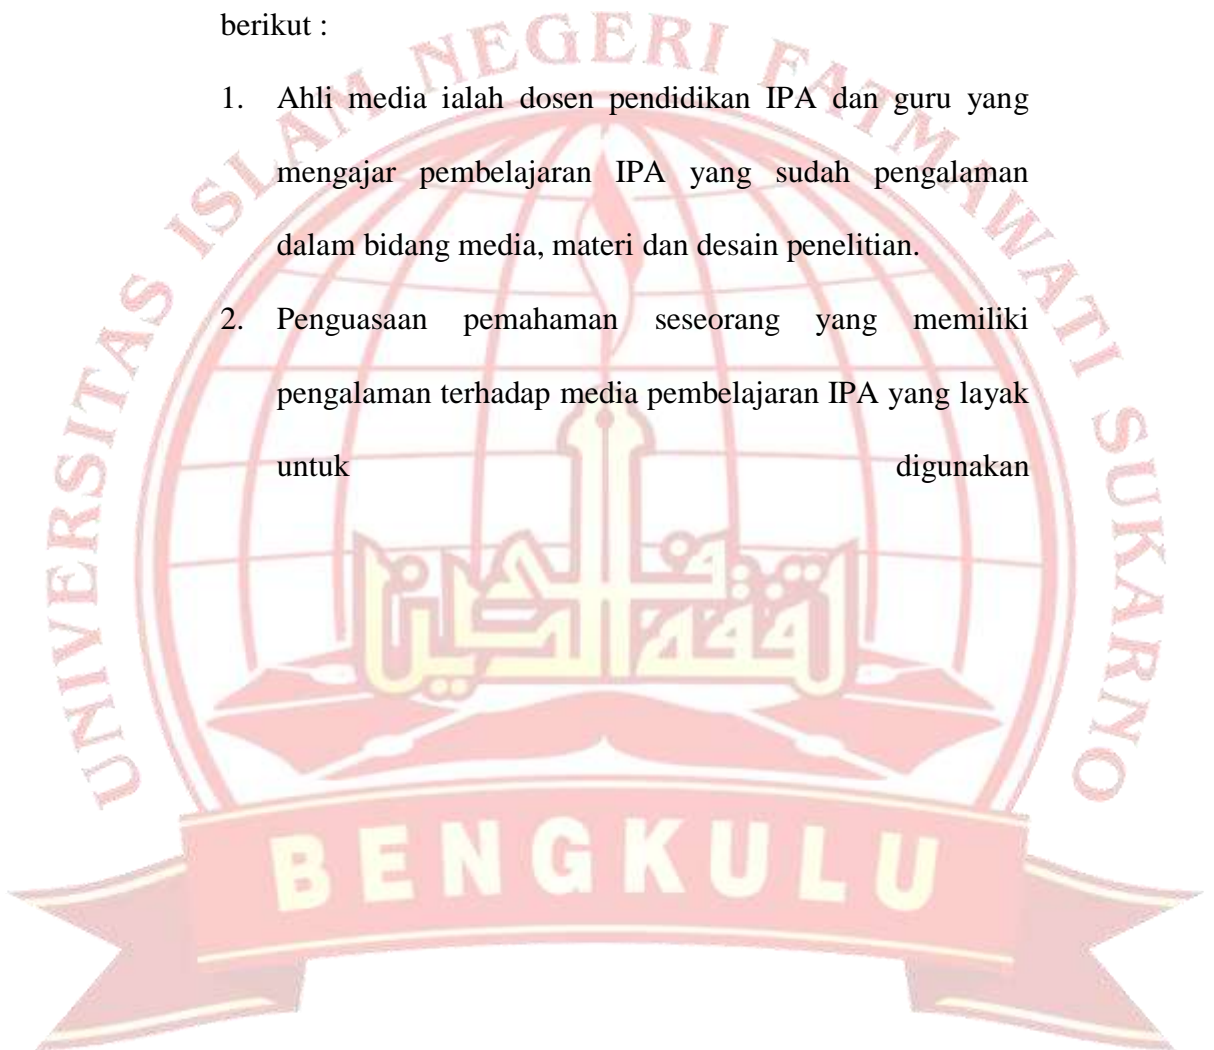 berikut :
1. Ahli media ialah dosen pendidikan IPA dan guru yang
mengajar pembelajaran IPA yang sudah pengalaman
dalam bidang media, materi dan desain penelitian.
2. Penguasaan pemahaman seseorang yang memiliki
pengalaman terhadap media pembelajaran IPA yang layak
untuk digunakan
UNIVERSITAS ISLAM NEGERI FATMAWATI SUKARNO
BENGKULU